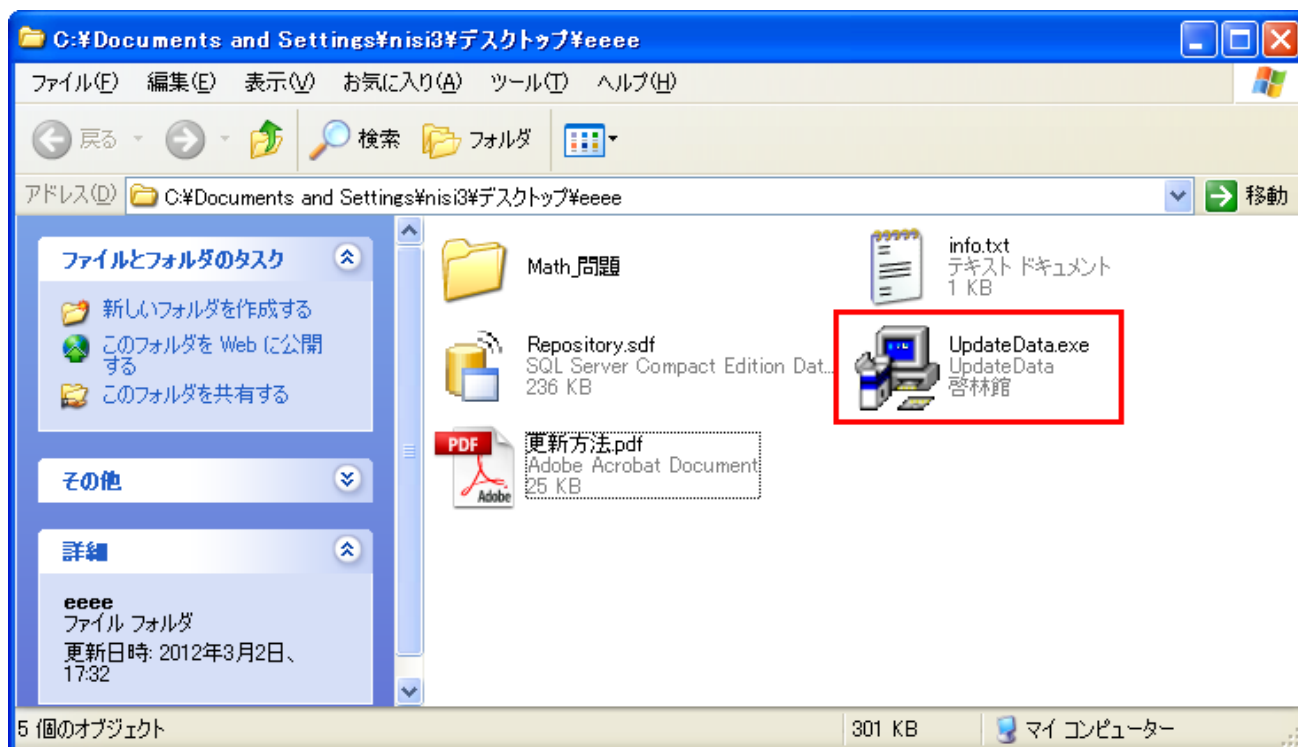 C:¥Documents and Settings¥nisi3¥デスクトップ¥eeee
ファイル(F) 編集(E) 表示(V) お気に入り(A) ツール(T) ヘルプ(H)
戻る 検索 フォルダ
アドレス(D) C:¥Documents and Settings¥nisi3¥デスクトップ¥eeee 移動
ファイルとフォルダのタスク
新しいフォルダを作成する
このフォルダを Web に公開
する
このフォルダを共有する
その他
詳細
eeee
ファイル フォルダ
更新日時: 2012年3月2日、
17:32
Math_問題
info.txt
テキスト ドキュメント
1 KB
Repository.sdf
SQL Server Compact Edition Dat...
236 KB
UpdateData.exe
UpdateData
啓林館
PDF
Adobe
更新方法.pdf
Adobe Acrobat Document
25 KB
5 個のオブジェクト 301 KB マイ コンピューター